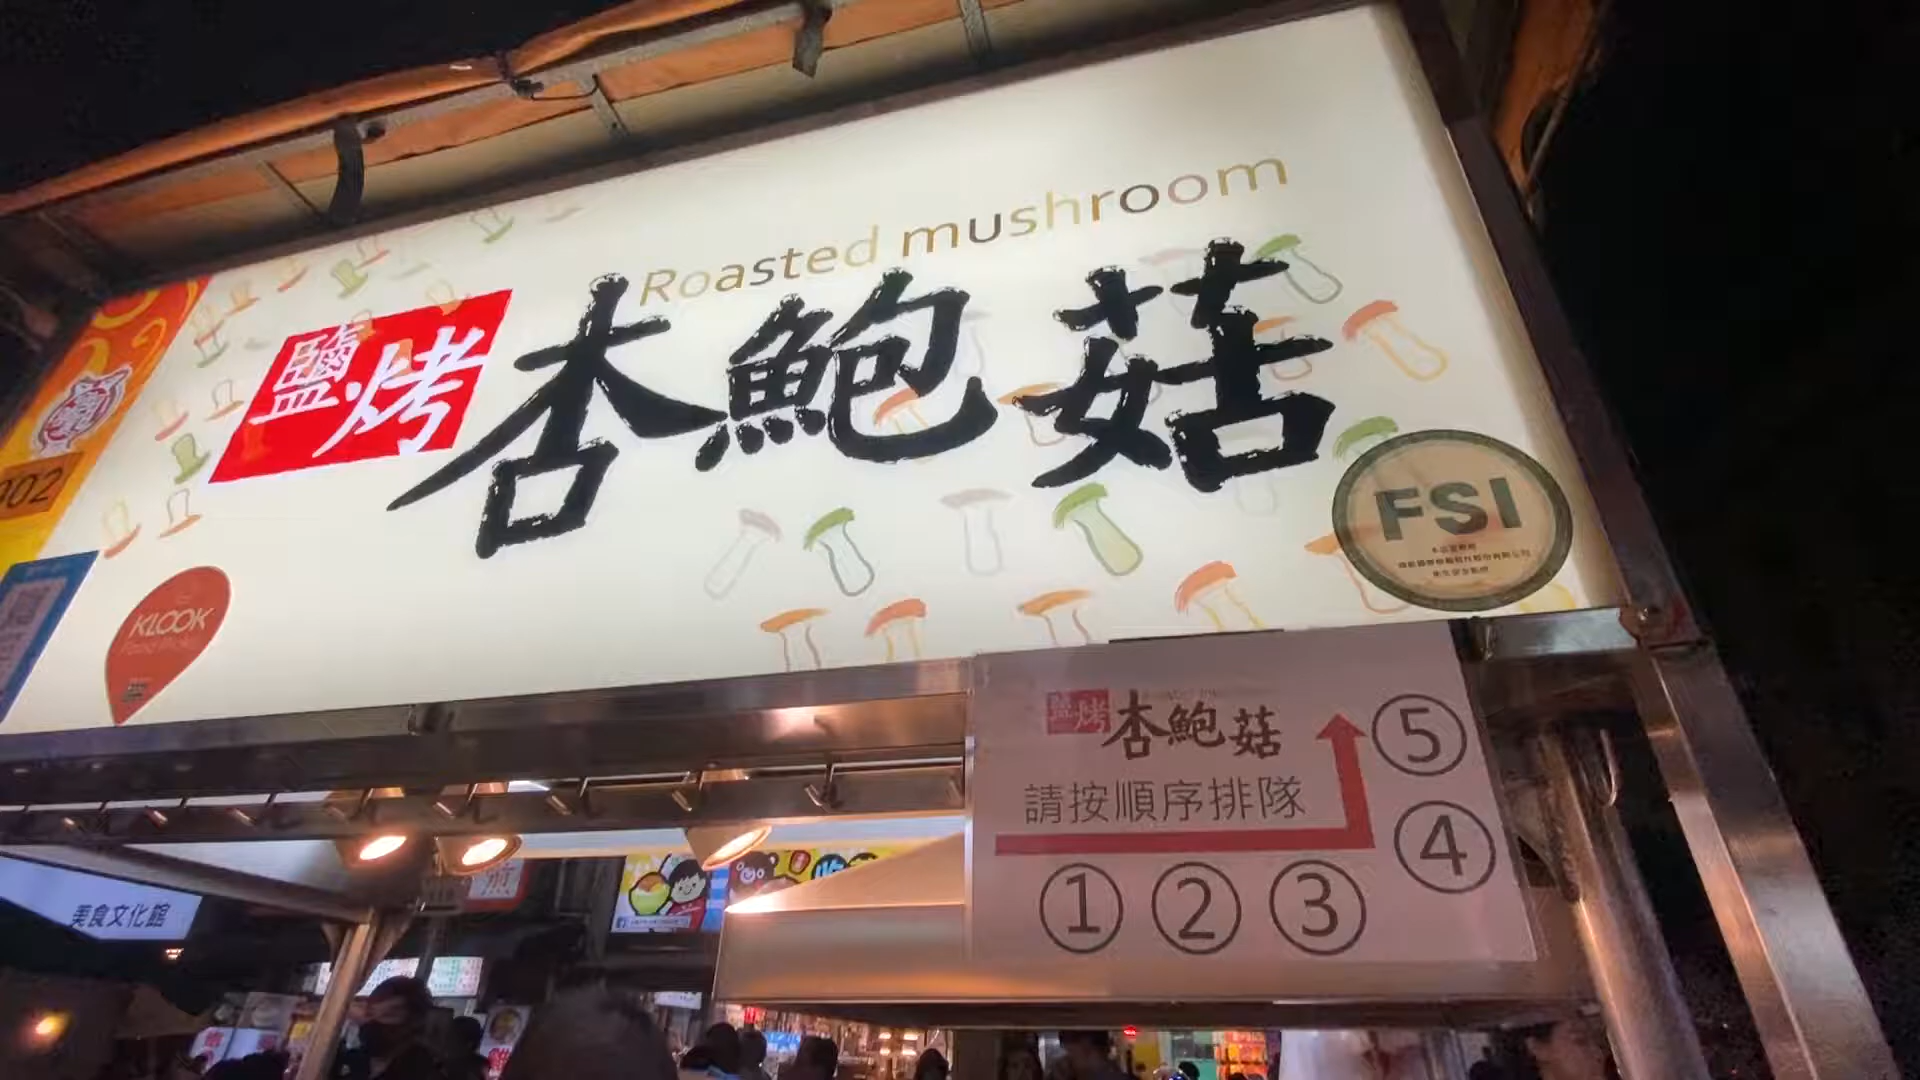 Roasted mushroom
鹽烤
杏鮑菇
902
KLOOK
FSI
鹽烤 杏鮑菇
請按順序排隊
① ② ③ ④ ⑤
美食文化館